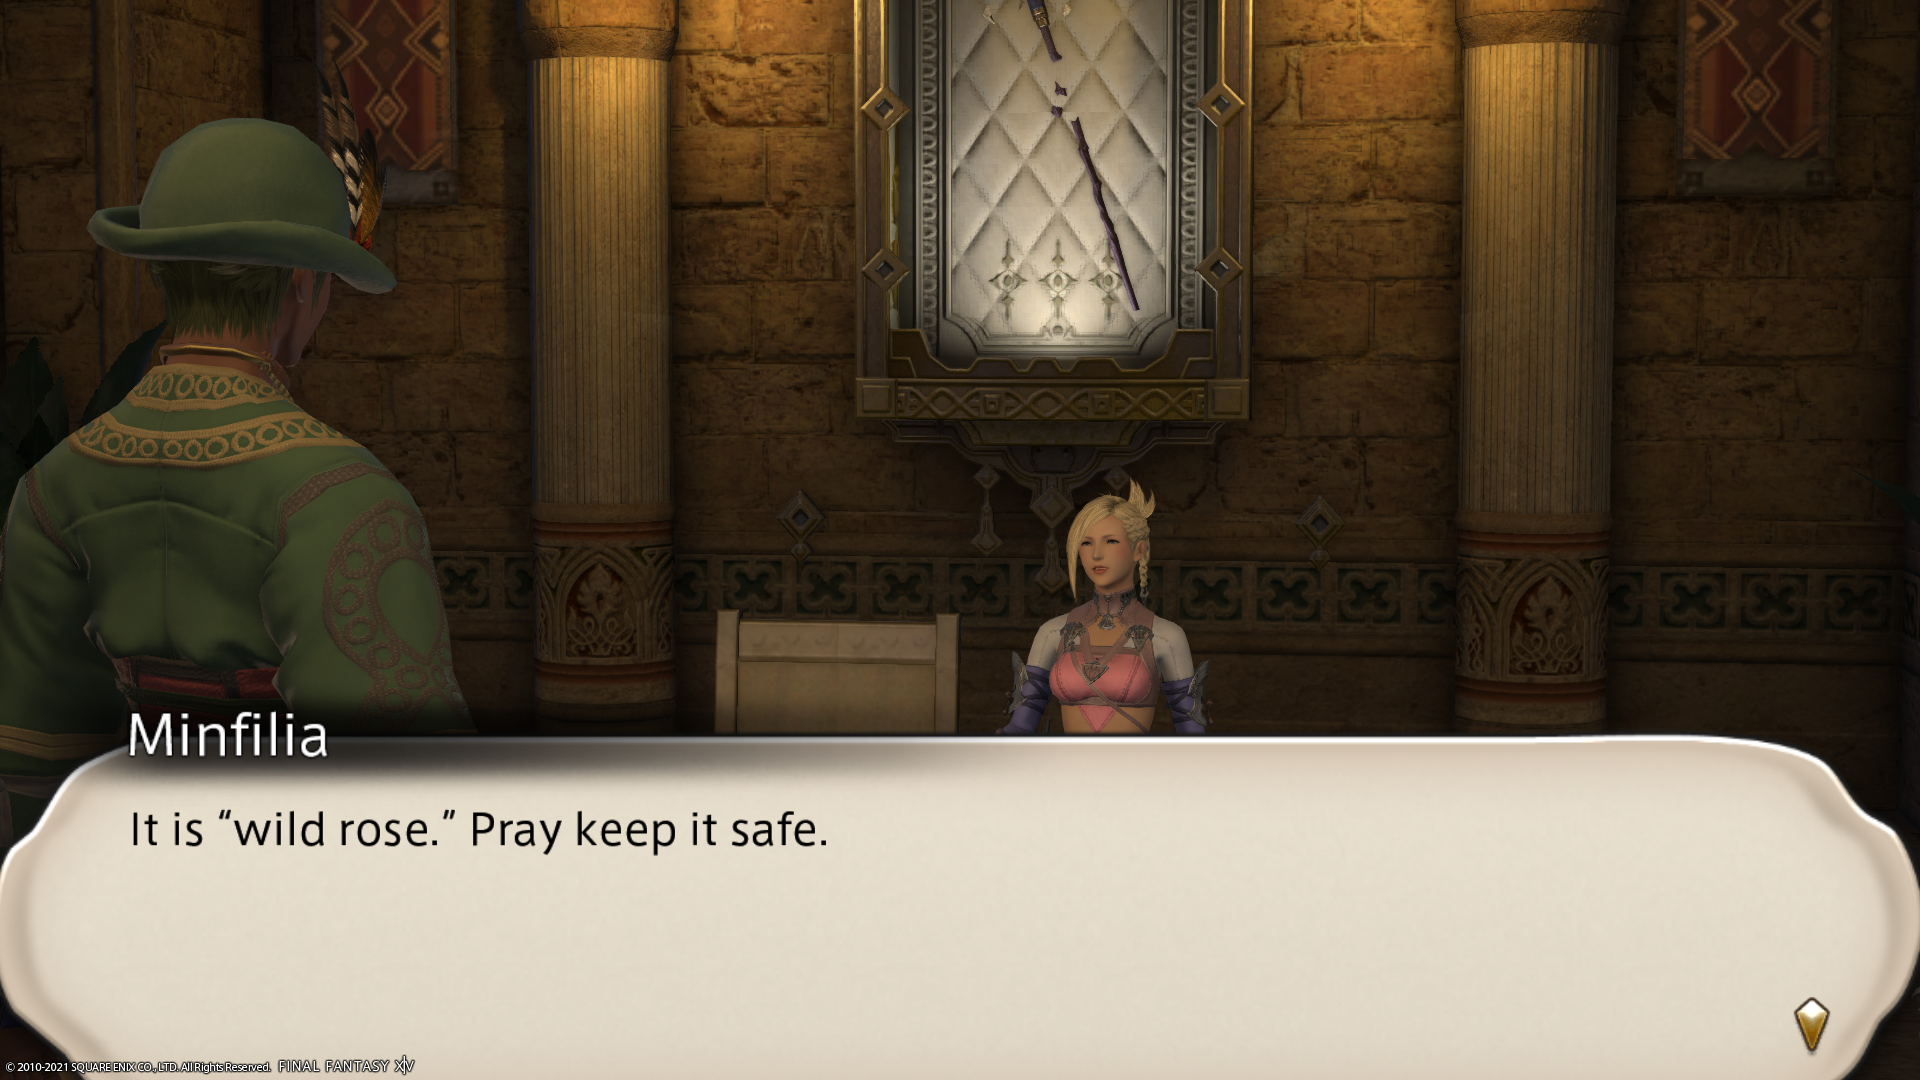 Minfilia
It is “wild rose.” Pray keep it safe.
© 2010-2021 SQUARE ENIX CO., LTD. All Rights Reserved. FINAL FANTASY XIV